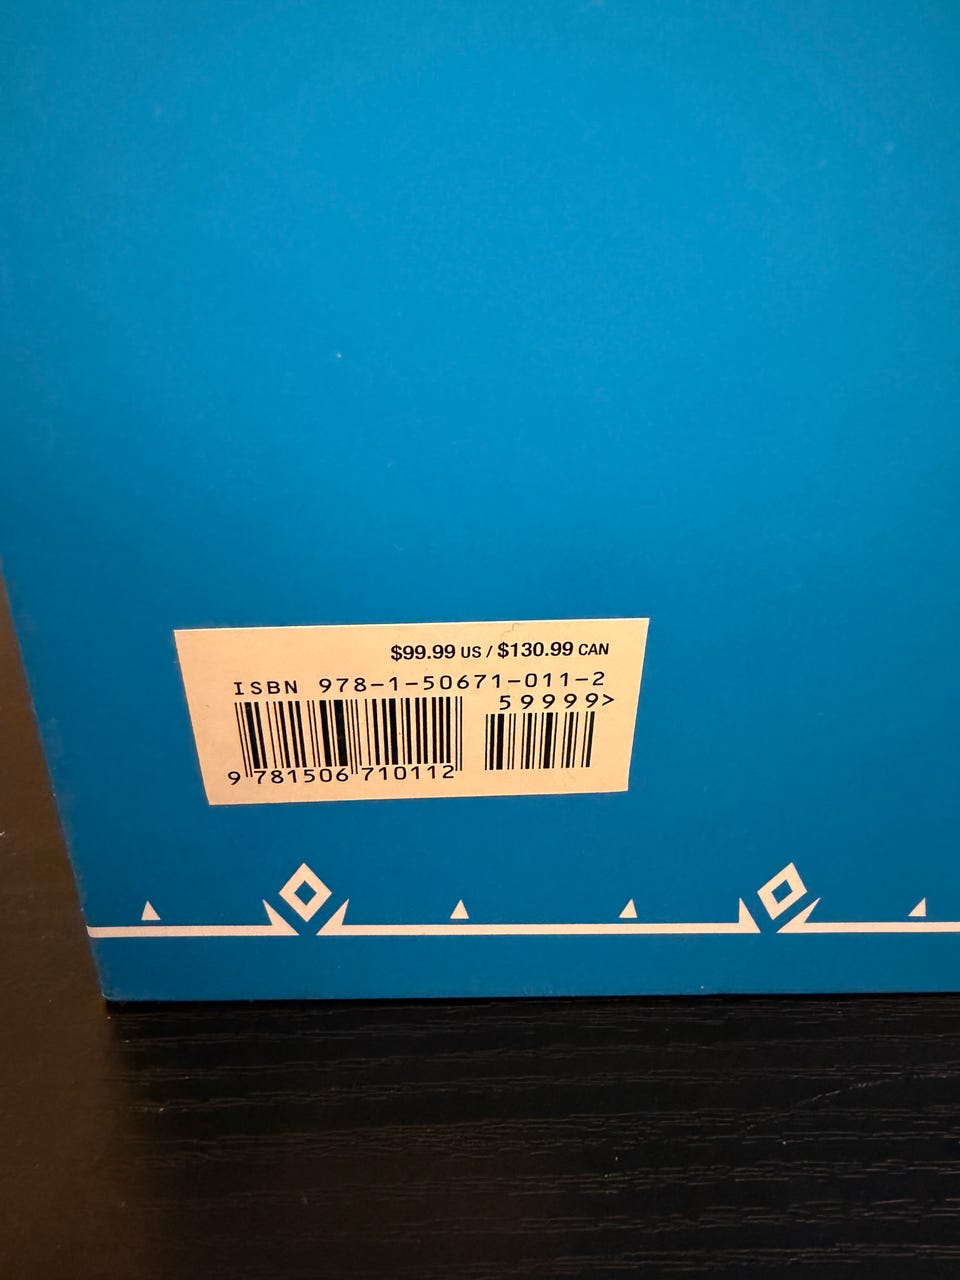 $99.99 US / $130.99 CAN
ISBN 978-1-50671-011-2
59999>
9 781506 710112